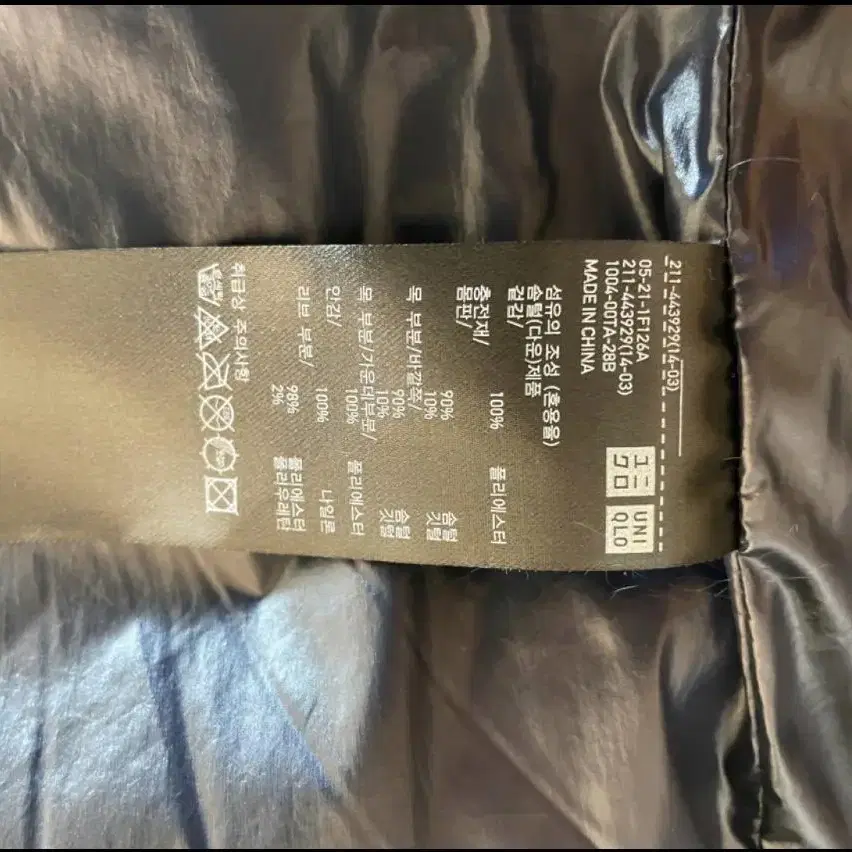 211-443929(14-03)
05-21-1F126A
211-443929(14-03)
1004-00TA-28B
MADE IN CHINA
ユニ
クロ
UNI
QLO
섬유의 조성 (혼용율)
솜털(다운)제품
겉감/
100% 폴리에스터
충전재/
몸판/
90% 솜털
10% 깃털
목 부분/바깥쪽/
90% 솜털
10% 깃털
목 부분/가운데부분/
100% 폴리에스터
안감/
100% 나일론
리브 부분/
98% 폴리에스터
2% 폴리우레탄
취급상 주의사항